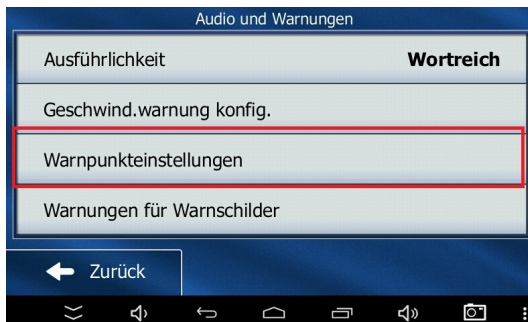 Audio und Warnungen
Ausführlichkeit Wortreich
Geschwind.warnung konfig.
Warnpunkteinstellungen
Warnungen für Warnschilder
Zurück